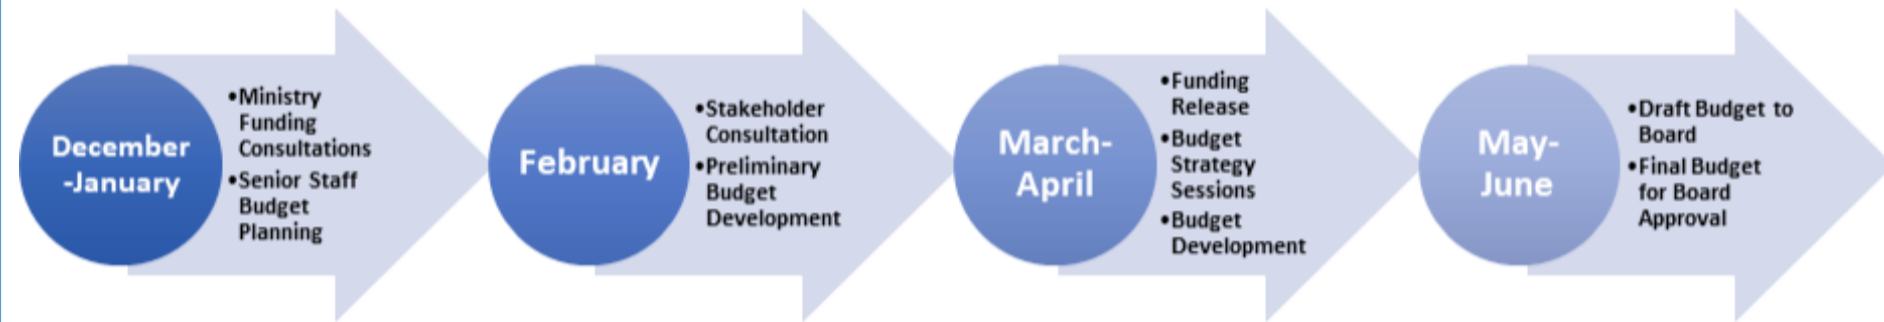 December
-January
•Ministry
Funding
Consultations
•Senior Staff
Budget
Planning
February
•Stakeholder
Consultation
•Preliminary
Budget
Development
March-
April
•Funding
Release
•Budget
Strategy
Sessions
•Budget
Development
May-
June
•Draft Budget to
Board
•Final Budget
for Board
Approval